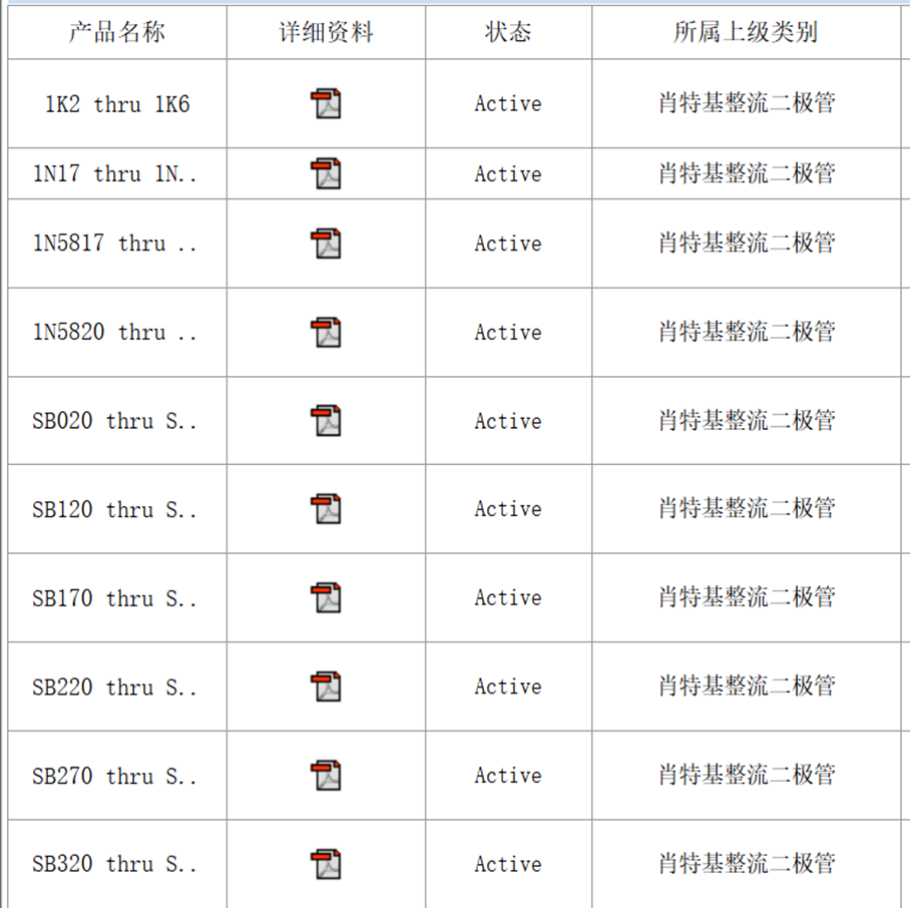 产品名称 详细资料 状态 所属上级类别
1K2 thru 1K6 Active 肖特基整流二极管
1N17 thru 1N.. Active 肖特基整流二极管
1N5817 thru .. Active 肖特基整流二极管
1N5820 thru .. Active 肖特基整流二极管
SB020 thru S.. Active 肖特基整流二极管
SB120 thru S.. Active 肖特基整流二极管
SB170 thru S.. Active 肖特基整流二极管
SB220 thru S.. Active 肖特基整流二极管
SB270 thru S.. Active 肖特基整流二极管
SB320 thru S.. Active 肖特基整流二极管